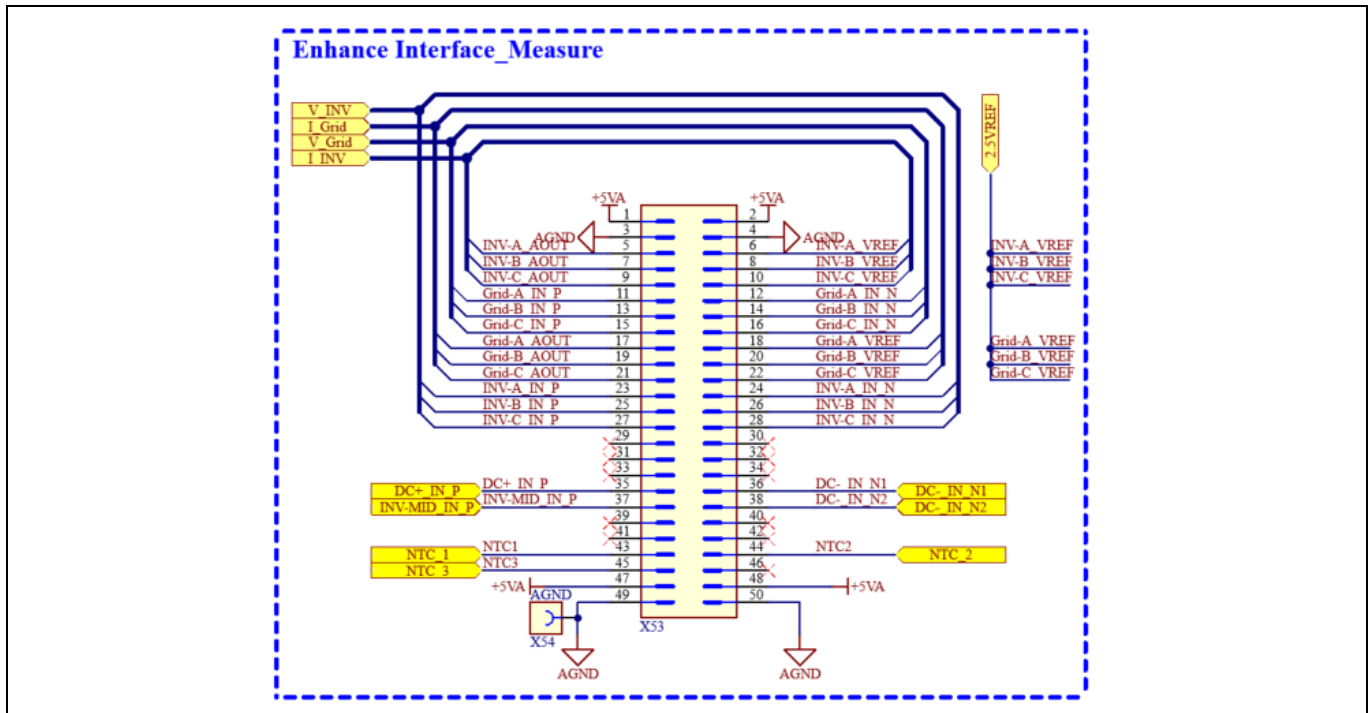 Enhance Interface_Measure
V_INV
I_Grid
V_Grid
I_INV
2.5VREF
+5VA
+5VA
1
2
AGND
3
4
AGND
INV-A_AOUT
5
6
INV-A_VREF
INV-A_VREF
INV-B_AOUT
7
8
INV-B_VREF
INV-B_VREF
INV-C_AOUT
9
10
INV-C_VREF
INV-C_VREF
Grid-A_IN_P
11
12
Grid-A_IN_N
Grid-B_IN_P
13
14
Grid-B_IN_N
Grid-C_IN_P
15
16
Grid-C_IN_N
Grid-A_AOUT
17
18
Grid-A_VREF
Grid-A_VREF
Grid-B_AOUT
19
20
Grid-B_VREF
Grid-B_VREF
Grid-C_AOUT
21
22
Grid-C_VREF
Grid-C_VREF
INV-A_IN_P
23
24
INV-A_IN_N
INV-B_IN_P
25
26
INV-B_IN_N
INV-C_IN_P
27
28
INV-C_IN_N
29
30
31
32
33
34
DC+_IN_P
DC+_IN_P
35
36
DC-_IN_N1
DC-_IN_N1
INV-MID_IN_P
INV-MID_IN_P
37
38
DC-_IN_N2
DC-_IN_N2
39
40
41
42
NTC_1
NTC1
43
44
NTC2
NTC_2
NTC_3
NTC3
45
46
+5VA
47
48
+5VA
AGND
49
50
X54
X53
AGND
AGND